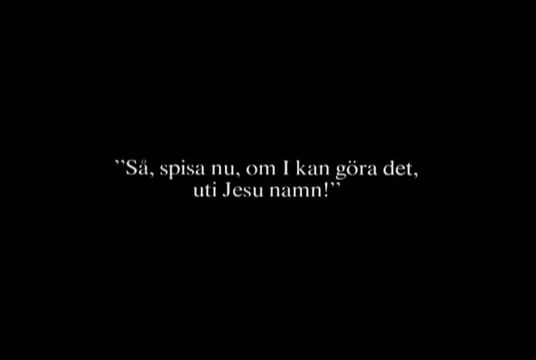 ”Så, spisa nu, om I kan göra det,
uti Jesu namn!”